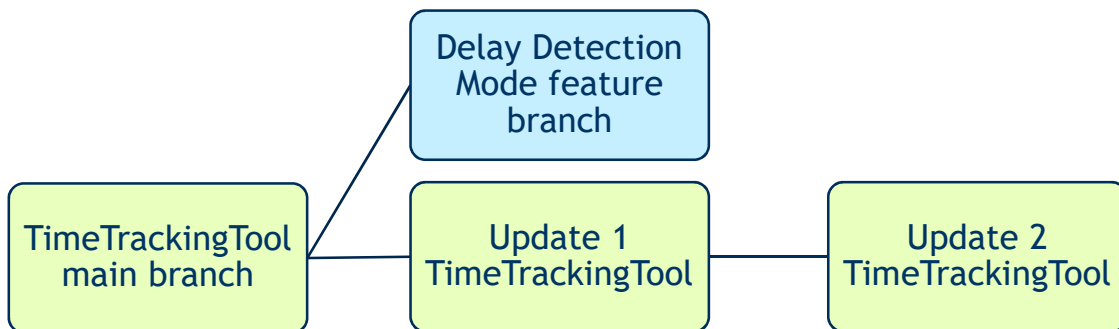 Delay Detection
Mode feature
branch
TimeTrackingTool
main branch
Update 1
TimeTrackingTool
Update 2
TimeTrackingTool